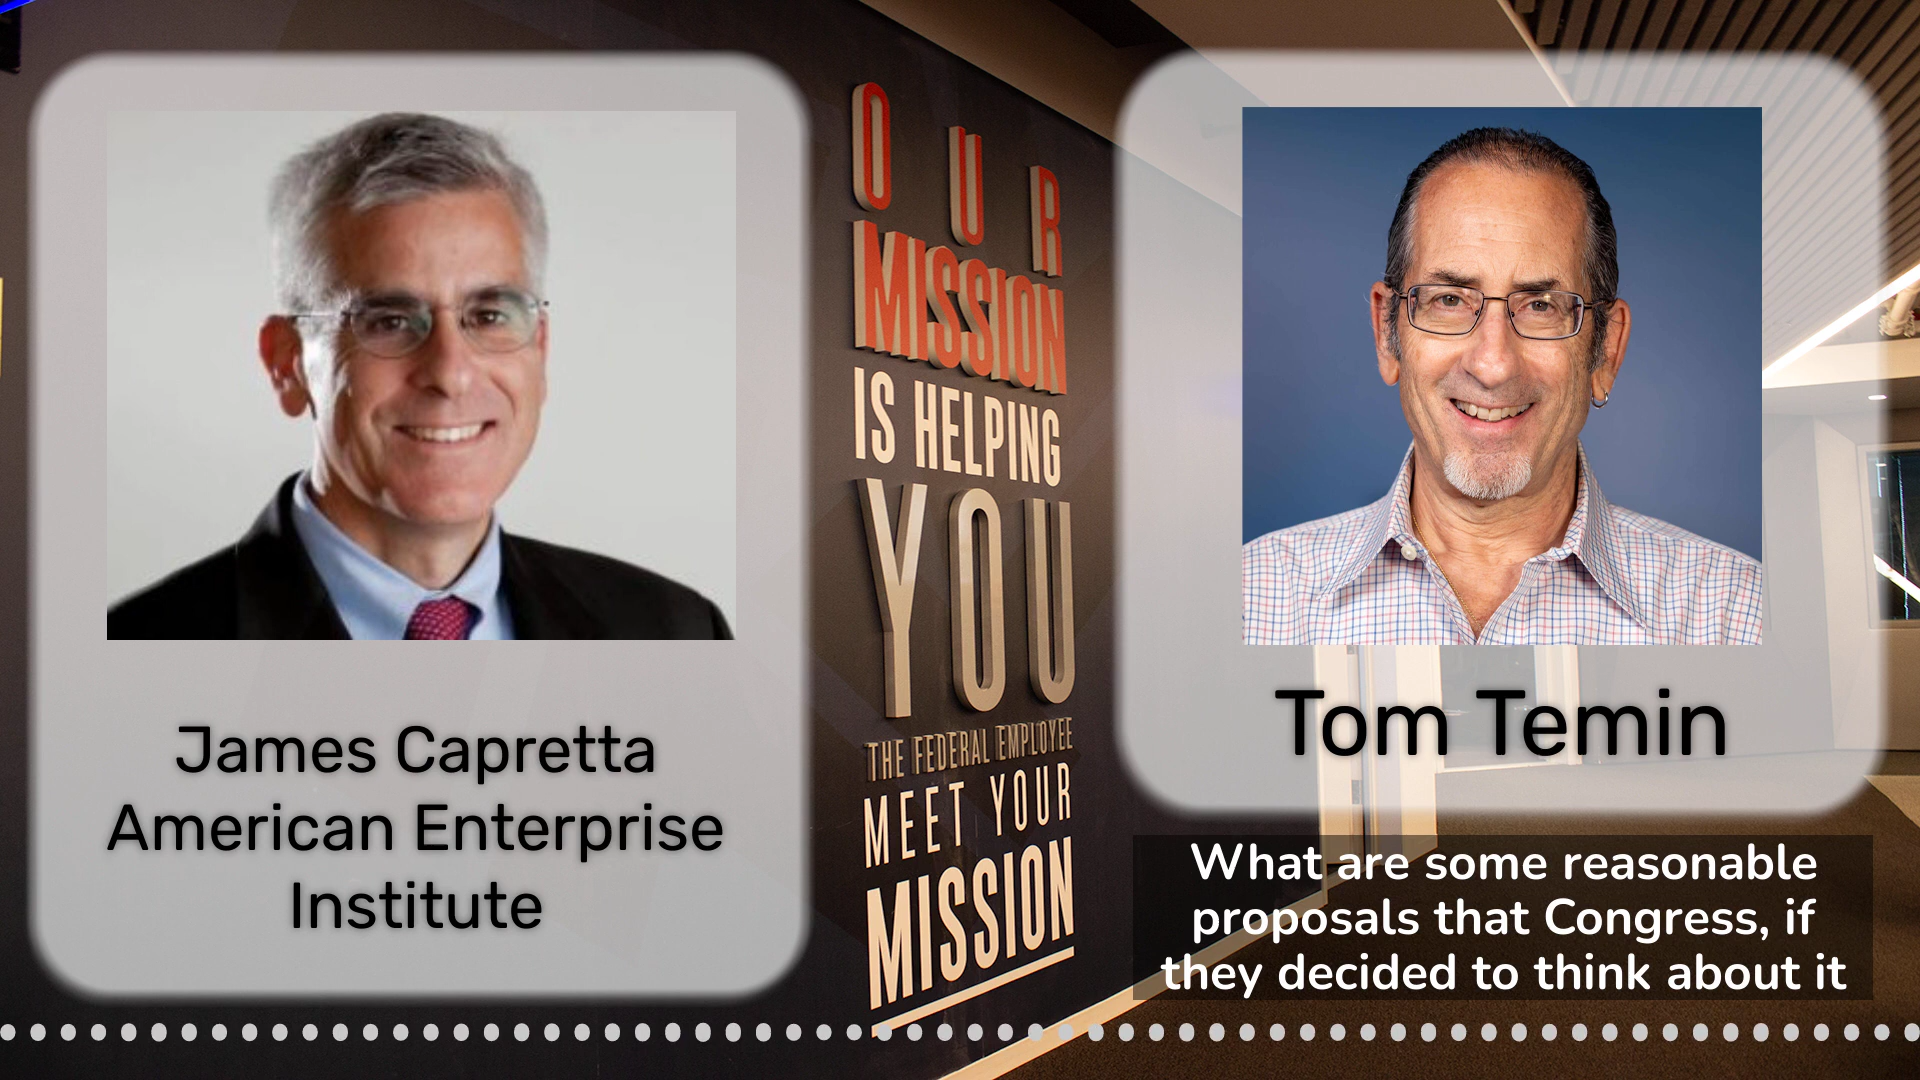 James Capretta
American Enterprise
Institute
OUR
MISSION
IS HELPING
YOU
THE FEDERAL EMPLOYEE
MEET YOUR
MISSION
Tom Temin
What are some reasonable
proposals that Congress, if
they decided to think about it